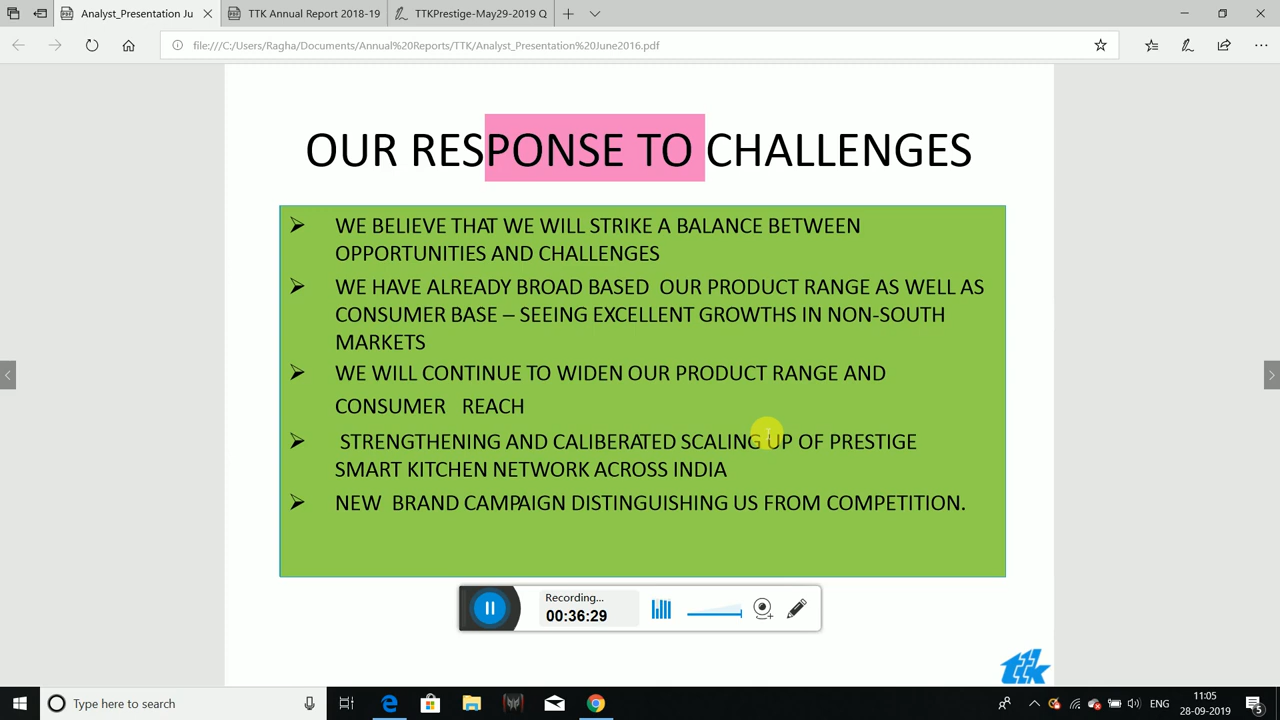 Analyst_Presentation Ju
TTK Annual Report 2018-19
TTKPrestige-May29-2019 Q
file:///C:/Users/Ragha/Documents/Annual%20Reports/TTK/Analyst_Presentation%20June2016.pdf
OUR RESPONSE TO CHALLENGES
WE BELIEVE THAT WE WILL STRIKE A BALANCE BETWEEN
OPPORTUNITIES AND CHALLENGES
WE HAVE ALREADY BROAD BASED OUR PRODUCT RANGE AS WELL AS
CONSUMER BASE – SEEING EXCELLENT GROWTHS IN NON-SOUTH
MARKETS
WE WILL CONTINUE TO WIDEN OUR PRODUCT RANGE AND
CONSUMER REACH
STRENGTHENING AND CALIBERATED SCALING UP OF PRESTIGE
SMART KITCHEN NETWORK ACROSS INDIA
NEW BRAND CAMPAIGN DISTINGUISHING US FROM COMPETITION.
Recording...
00:36:29
ttk
Type here to search
ENG
11:05
28-09-2019
5